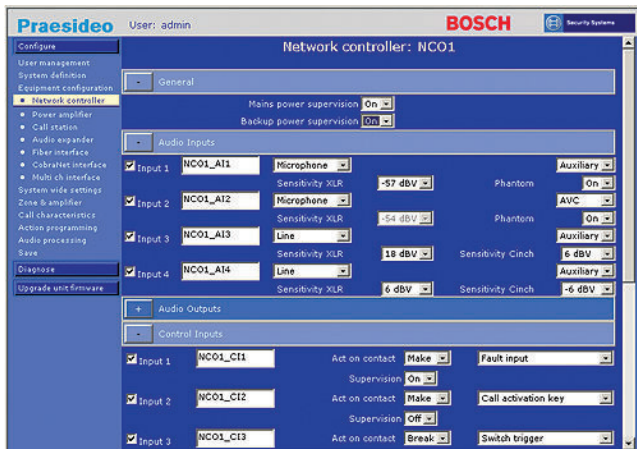 Praesideo User: admin BOSCH Security Systems
Configure
User management
System definition
Equipment configuration
Network controller
Power amplifier
Call station
Audio expander
Fiber interface
CobraNet interface
Multi ch interface
System wide settings
Zone & amplifier
Call characteristics
Action programming
Audio processing
Save
Diagnose
Upgrade unit firmware
Network controller: NCO1
- General
Mains power supervision On
Backup power supervision On
- Audio Inputs
Input 1 NCO1_AI1 Microphone Auxiliary
Sensitivity XLR -57 dBV Phantom On
Input 2 NCO1_AI2 Microphone AVC
Sensitivity XLR -54 dBV Phantom On
Input 3 NCO1_AI3 Line Auxiliary
Sensitivity XLR 18 dBV Sensitivity Cinch 6 dBV
Input 4 NCO1_AI4 Line Auxiliary
Sensitivity XLR 6 dBV Sensitivity Cinch -6 dBV
+ Audio Outputs
- Control Inputs
Input 1 NCO1_CI1 Act on contact Make Fault input
Supervision On
Input 2 NCO1_CI2 Act on contact Make Call activation key
Supervision Off
Input 3 NCO1_CI3 Act on contact Break Switch trigger